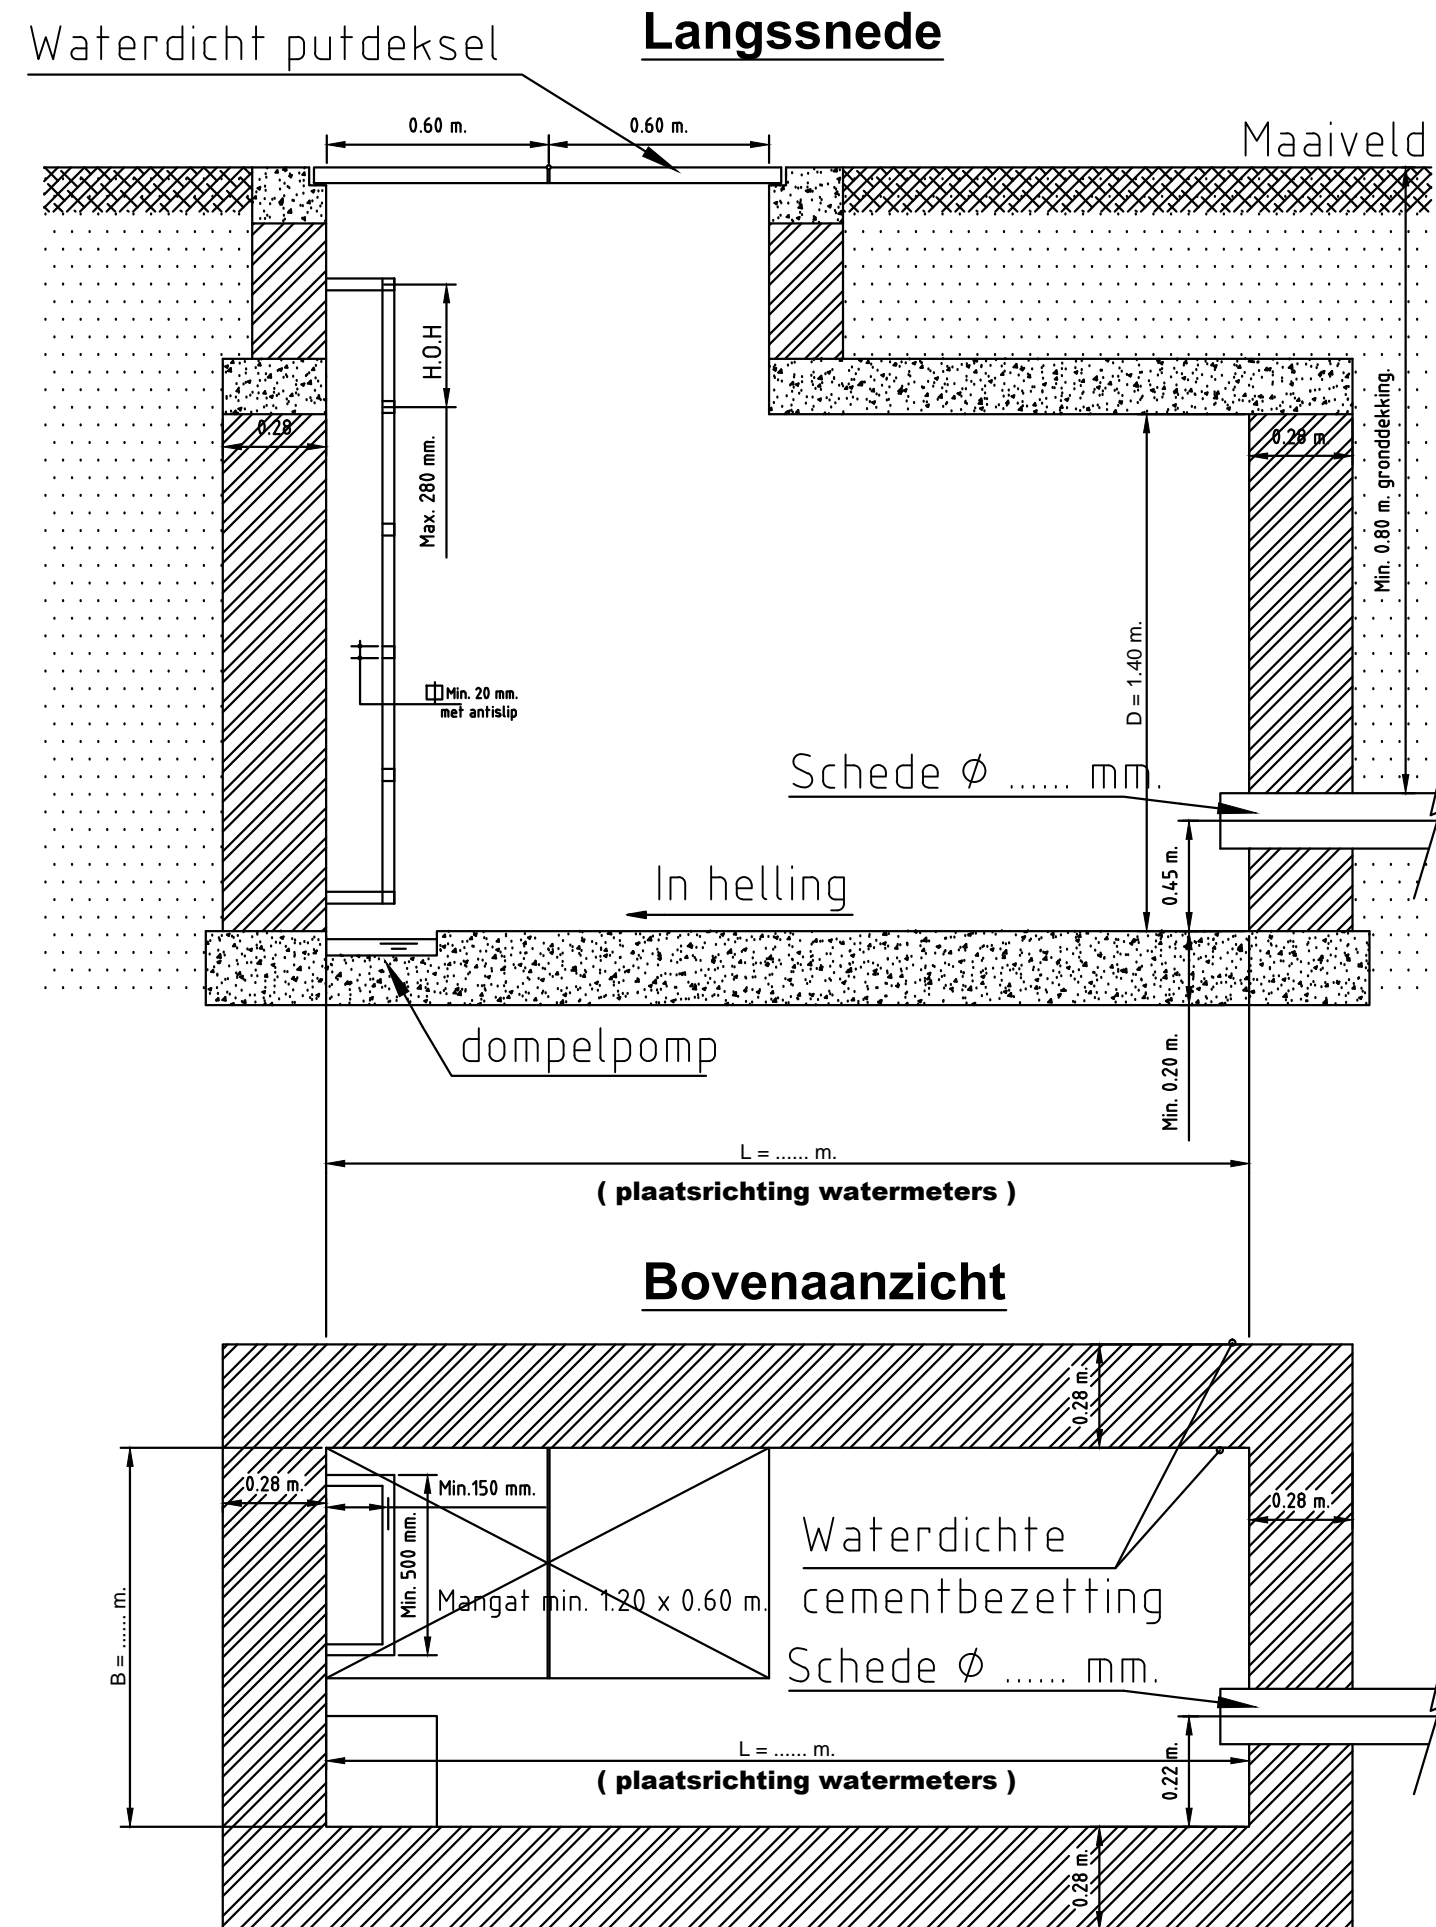 Langssnede
Waterdicht putdeksel
0.60 m.
0.60 m.
Maaiveld
H.O.H
Max. 280 mm.
0.28
0.28 m
Min. 0.80 m. gronddekking.
D = 1.40 m.
Min. 20 mm.
met antislip
Schede Ø ...... mm.
0.45 m.
In helling
dompelpomp
Min. 0.20 m.
L = ...... m.
( plaatsrichting watermeters )
Bovenaanzicht
0.28 m.
0.28 m.
Min.150 mm.
0.28 m.
Min. 500 mm.
Mangat min. 1.20 x 0.60 m.
Waterdichte
cementbezetting
B = ...... m.
Schede Ø ...... mm.
L = ...... m.
( plaatsrichting watermeters )
0.22 m.
0.28 m.